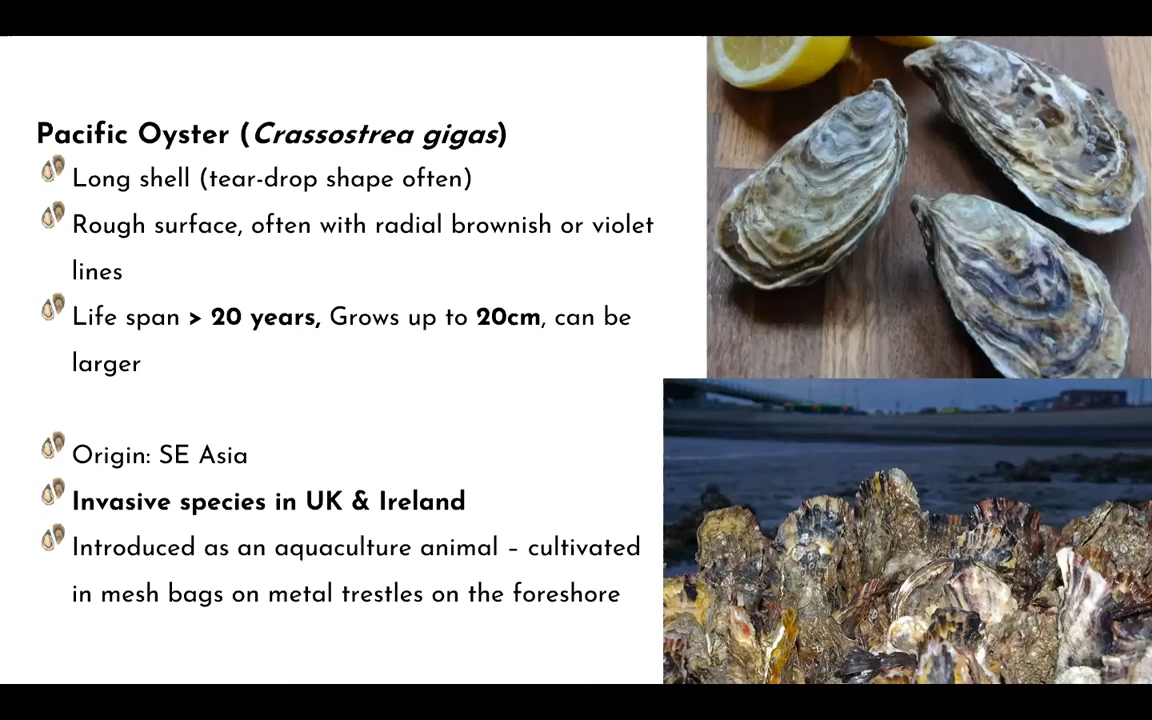 Pacific Oyster (Crassostrea gigas)
Long shell (tear-drop shape often)
Rough surface, often with radial brownish or violet
lines
Life span > 20 years, Grows up to 20cm, can be
larger
Origin: SE Asia
Invasive species in UK & Ireland
Introduced as an aquaculture animal – cultivated
in mesh bags on metal trestles on the foreshore